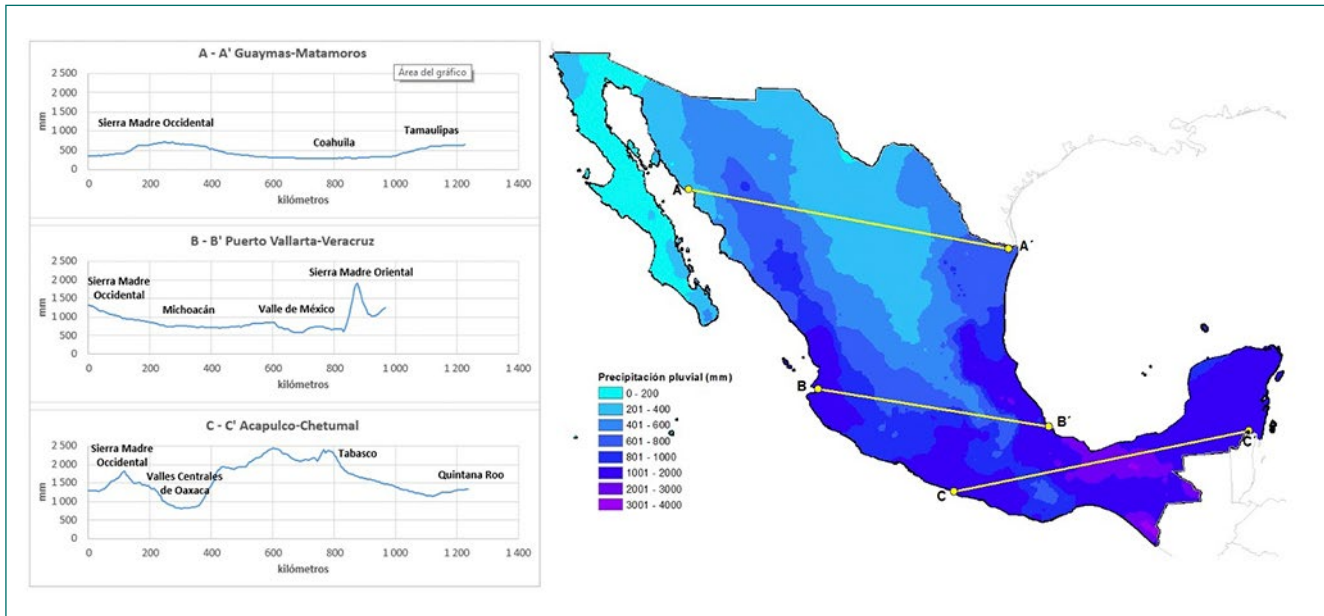 A - A' Guaymas-Matamoros
Área del gráfico
2 500
2 000
1 500
1 000
500
0
mm
Sierra Madre Occidental
Coahuila
Tamaulipas
0 200 400 600 800 1 000 1 200 1 400
kilómetros
B - B' Puerto Vallarta-Veracruz
2 500
2 000
1 500
1 000
500
0
mm
Sierra Madre
Occidental
Michoacán
Valle de México
Sierra Madre Oriental
0 200 400 600 800 1 000 1 200 1 400
kilómetros
C - C' Acapulco-Chetumal
2 500
2 000
1 500
1 000
500
0
mm
Sierra Madre
Occidental
Valles Centrales
de Oaxaca
Tabasco
Quintana Roo
0 200 400 600 800 1 000 1 200 1 400
kilómetros
A
A´
B
B´
C
C´
Precipitación pluvial (mm)
0 - 200
201 - 400
401 - 600
601 - 800
801 - 1000
1001 - 2000
2001 - 3000
3001 - 4000